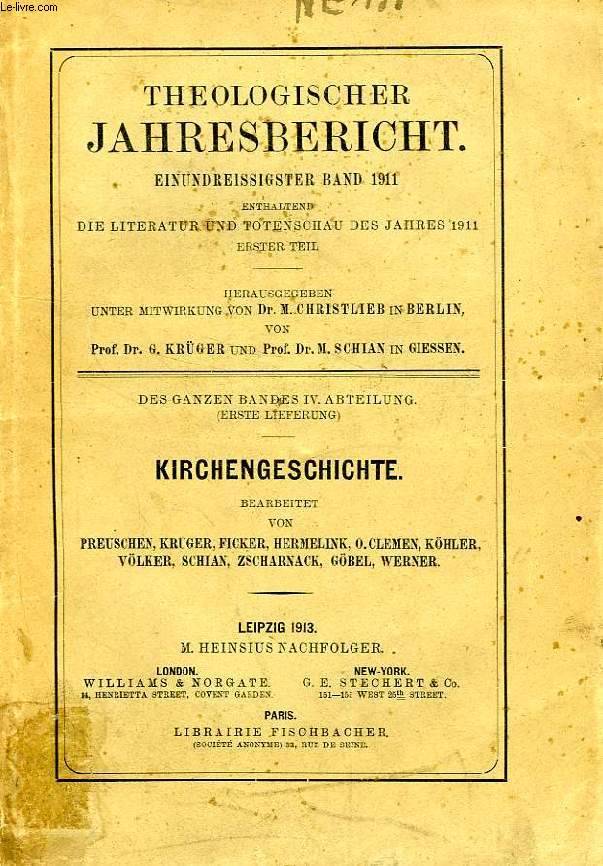 Le-livre.com
THEOLOGISCHER
JAHRESBERICHT.
EINUNDREISSIGSTER BAND 1911
ENTHALTEND
DIE LITERATUR UND TOTENSCHAU DES JAHRES 1911
ERSTER TEIL
HERAUSGEGEBEN
UNTER MITWIRKUNG VON Dr. M. CHRISTLIEB IN BERLIN,
VON
Prof. Dr. G. KRÜGER UND Prof. Dr. M. SCHIAN IN GIESSEN.
DES GANZEN BANDES IV. ABTEILUNG.
(ERSTE LIEFERUNG)
KIRCHENGESCHICHTE.
BEARBEITET
VON
PREUSCHEN, KRÜGER, FICKER, HERMELINK, O. CLEMEN, KÖHLER,
VÖLKER, SCHIAN, ZSCHARNACK, GÖBEL, WERNER.
LEIPZIG 1913.
M. HEINSIUS NACHFOLGER.
LONDON.
WILLIAMS & NORGATE.
14, HENRIETTA STREET, COVENT GARDEN.
NEW-YORK.
G. E. STECHERT & Co.
WEST 25th STREET.
PARIS.
LIBRAIRIE FISCHBACHER.
(SOCIÉTÉ ANONYME) 33, RUE DE SEINE.